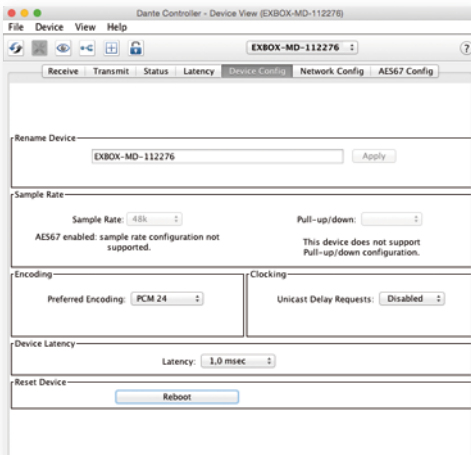 Dante Controller - Device View (EXBOX-MD-112276)
File Device View Help
EXBOX-MD-112276
?
Receive Transmit Status Latency Device Config Network Config AES67 Config
Rename Device
EXBOX-MD-112276 Apply
Sample Rate
Sample Rate: 48k Pull-up/down:
AES67 enabled: sample rate configuration not
supported.
This device does not support
Pull-up/down configuration.
Encoding Clocking
Preferred Encoding: PCM 24 Unicast Delay Requests: Disabled
Device Latency
Latency: 1,0 msec
Reset Device
Reboot